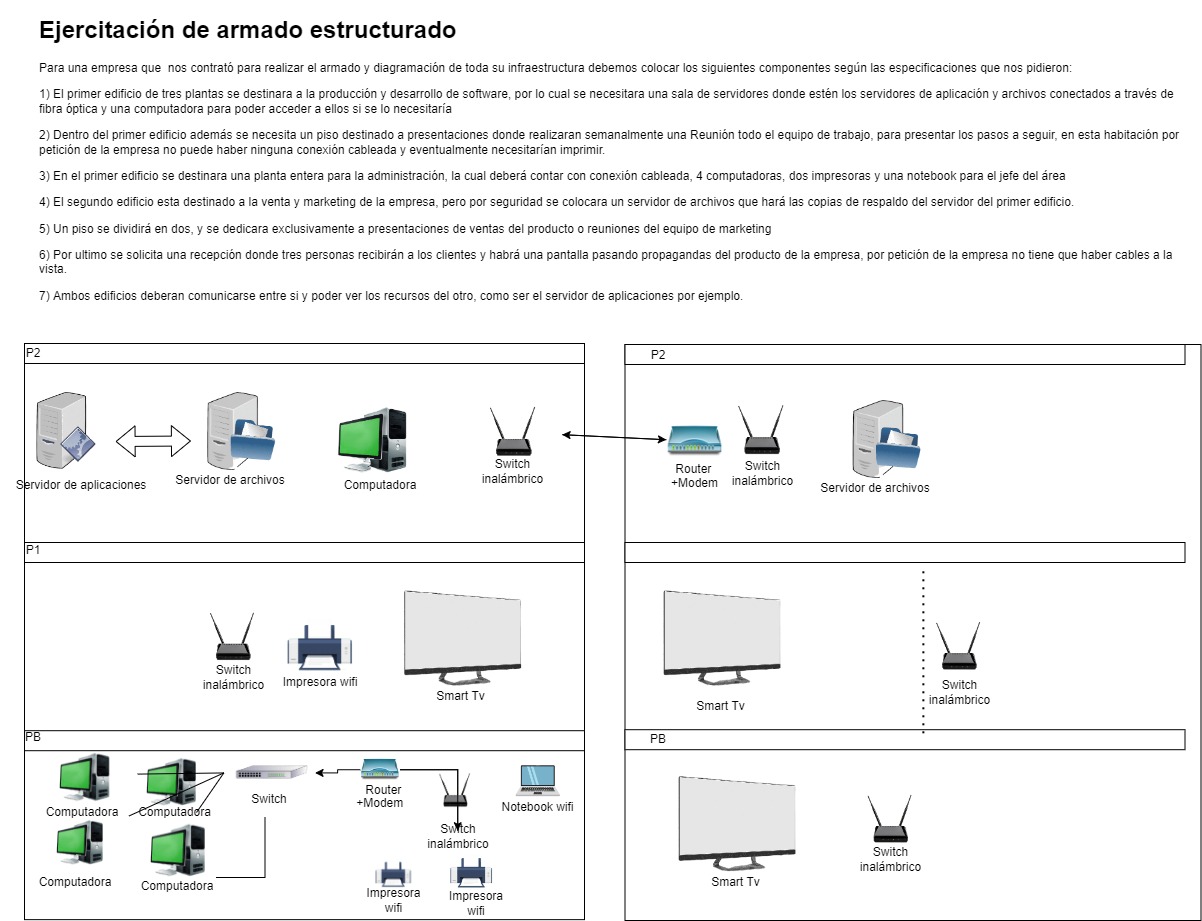 Ejercitación de armado estructurado
Para una empresa que  nos contrató para realizar el armado y diagramación de toda su infraestructura debemos colocar los siguientes componentes según las especificaciones que nos pidieron:
1) El primer edificio de tres plantas se destinara a la producción y desarrollo de software, por lo cual se necesitara una sala de servidores donde estén los servidores de aplicación y archivos conectados a través de
fibra óptica y una computadora para poder acceder a ellos si se lo necesitaría
2) Dentro del primer edificio además se necesita un piso destinado a presentaciones donde realizaran semanalmente una Reunión todo el equipo de trabajo, para presentar los pasos a seguir, en esta habitación por
petición de la empresa no puede haber ninguna conexión cableada y eventualmente necesitarían imprimir.
3) En el primer edificio se destinara una planta entera para la administración, la cual deberá contar con conexión cableada, 4 computadoras, dos impresoras y una notebook para el jefe del área
4) El segundo edificio esta destinado a la venta y marketing de la empresa, pero por seguridad se colocara un servidor de archivos que hará las copias de respaldo del servidor del primer edificio.
5) Un piso se dividirá en dos, y se dedicara exclusivamente a presentaciones de ventas del producto o reuniones del equipo de marketing
6) Por ultimo se solicita una recepción donde tres personas recibirán a los clientes y habrá una pantalla pasando propagandas del producto de la empresa, por petición de la empresa no tiene que haber cables a la
vista.
7) Ambos edificios deberan comunicarse entre si y poder ver los recursos del otro, como ser el servidor de aplicaciones por ejemplo.
P2
Servidor de aplicaciones
Servidor de archivos
Computadora
Switch
inalámbrico
P2
Router
+Modem
Switch
inalámbrico
Servidor de archivos
P1
Switch
inalámbrico
Impresora wifi
Smart Tv
Smart Tv
Switch
inalámbrico
PB
Computadora
Computadora
Switch
Router
+Modem
Notebook wifi
Switch
inalámbrico
Computadora
Computadora
Impresora
wifi
Impresora
wifi
PB
Smart Tv
Switch
inalámbrico